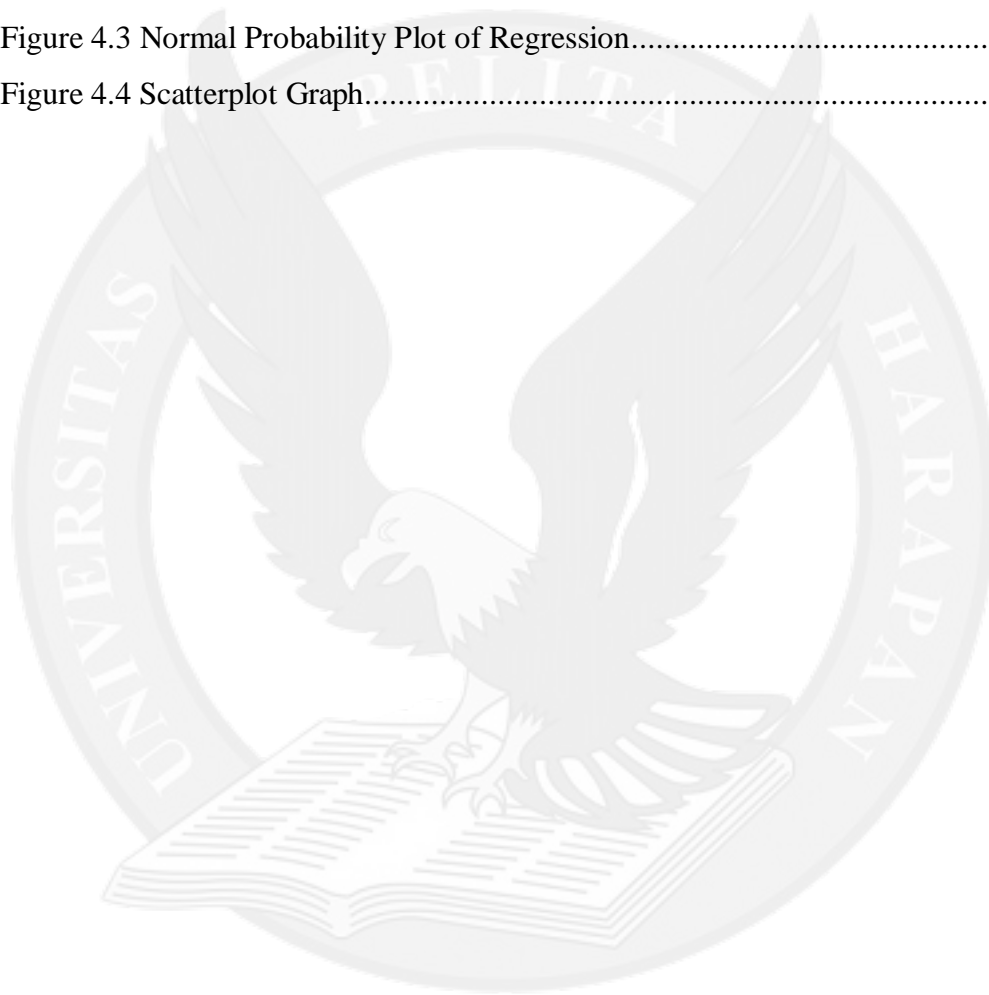 Figure 4.3 Normal Probability Plot of Regression....................................
Figure 4.4 Scatterplot Graph...............................................................
UNIVERSITAS PELITA HARAPAN